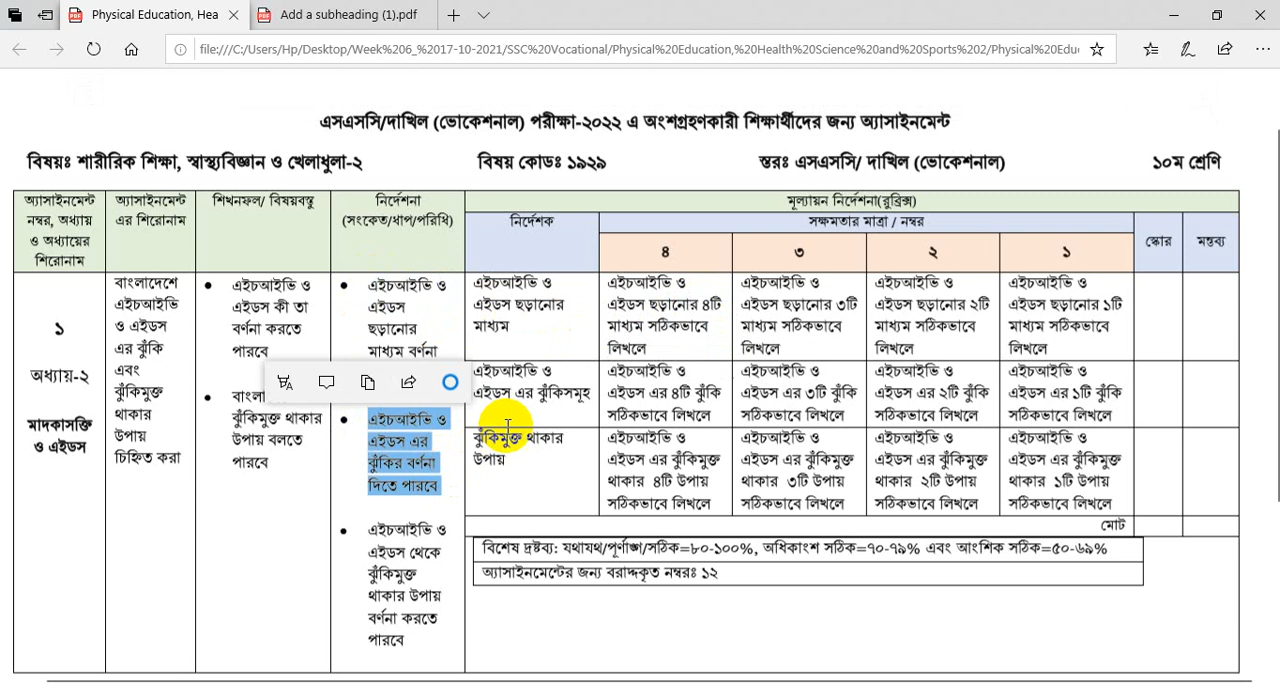 Physical Education, Hea
Add a subheading (1).pdf
file:///C:/Users/Hp/Desktop/Week%206_%2017-10-2021/SSC%20Vocational/Physical%20Education,%20Health%20Science%20and%20Sports%202/Physical%20Edu
এসএসসি/দাখিল (ভোকেশনাল) পরীক্ষা-২০২২ এ অংশগ্রহণকারী শিক্ষার্থীদের জন্য অ্যাসাইনমেন্ট
বিষয়ঃ শারীরিক শিক্ষা, স্বাস্থ্যবিজ্ঞান ও খেলাধুলা-২ বিষয় কোডঃ ১৯২৯ স্তরঃ এসএসসি/ দাখিল (ভোকেশনাল) ১০ম শ্রেণি
অ্যাসাইনমেন্ট
নম্বর, অধ্যায়
ও অধ্যায়ের
শিরোনাম
অ্যাসাইনমেন্ট
এর শিরোনাম
শিখনফল/ বিষয়বস্তু
নির্দেশনা
(সংকেত/ধাপ/পরিধি)
মূল্যায়ন নির্দেশনা(রুব্রিক্স)
নির্দেশক
সক্ষমতার মাত্রা / নম্বর
৪ ৩ ২ ১
স্কোর
মন্তব্য
১
অধ্যায়-২
মাদকাসক্তি
ও এইডস
বাংলাদেশে
এইচআইভি
ও এইডস
এর ঝুঁকি
এবং
ঝুঁকিমুক্ত
থাকার
উপায়
চিহ্নিত করা
এইচআইভি ও
এইডস কী তা
বর্ণনা করতে
পারবে
ঝুঁকিমুক্ত থাকার
উপায় বলতে
পারবে
এইচআইভি ও
এইডস
ছড়ানোর
মাধ্যম বর্ণনা
এইচআইভি ও
এইডস এর
ঝুঁকির বর্ণনা
দিতে পারবে
এইচআইভি ও
এইডস থেকে
ঝুঁকিমুক্ত
থাকার উপায়
বর্ণনা করতে
পারবে
এইচআইভি ও
এইডস ছড়ানোর
মাধ্যম
এইচআইভি ও
এইডস ছড়ানোর ৪টি
মাধ্যম সঠিকভাবে
লিখলে
এইচআইভি ও
এইডস ছড়ানোর ৩টি
মাধ্যম সঠিকভাবে
লিখলে
এইচআইভি ও
এইডস ছড়ানোর ২টি
মাধ্যম সঠিকভাবে
লিখলে
এইচআইভি ও
এইডস ছড়ানোর ১টি
মাধ্যম সঠিকভাবে
লিখলে
এইচআইভি ও
এইডস এর ঝুঁকিসমূহ
এইচআইভি ও
এইডস এর ৪টি ঝুঁকি
সঠিকভাবে লিখলে
এইচআইভি ও
এইডস এর ৩টি ঝুঁকি
সঠিকভাবে লিখলে
এইচআইভি ও
এইডস এর ২টি ঝুঁকি
সঠিকভাবে লিখলে
এইচআইভি ও
এইডস এর ১টি ঝুঁকি
সঠিকভাবে লিখলে
ঝুঁকিমুক্ত থাকার
উপায়
এইচআইভি ও
এইডস এর ঝুঁকিমুক্ত
থাকার ৪টি উপায়
সঠিকভাবে লিখলে
এইচআইভি ও
এইডস এর ঝুঁকিমুক্ত
থাকার ৩টি উপায়
সঠিকভাবে লিখলে
এইচআইভি ও
এইডস এর ঝুঁকিমুক্ত
থাকার ২টি উপায়
সঠিকভাবে লিখলে
এইচআইভি ও
এইডস এর ঝুঁকিমুক্ত
থাকার ১টি উপায়
সঠিকভাবে লিখলে
মোট
বিশেষ দ্রষ্টব্য: যথাযথ/পূর্ণাঙ্গ/সঠিক=৮০-১০০%, অধিকাংশ সঠিক=৭০-৭৯% এবং আংশিক সঠিক=৫০-৬৯%
অ্যাসাইনমেন্টের জন্য বরাদ্দকৃত নম্বরঃ ১২